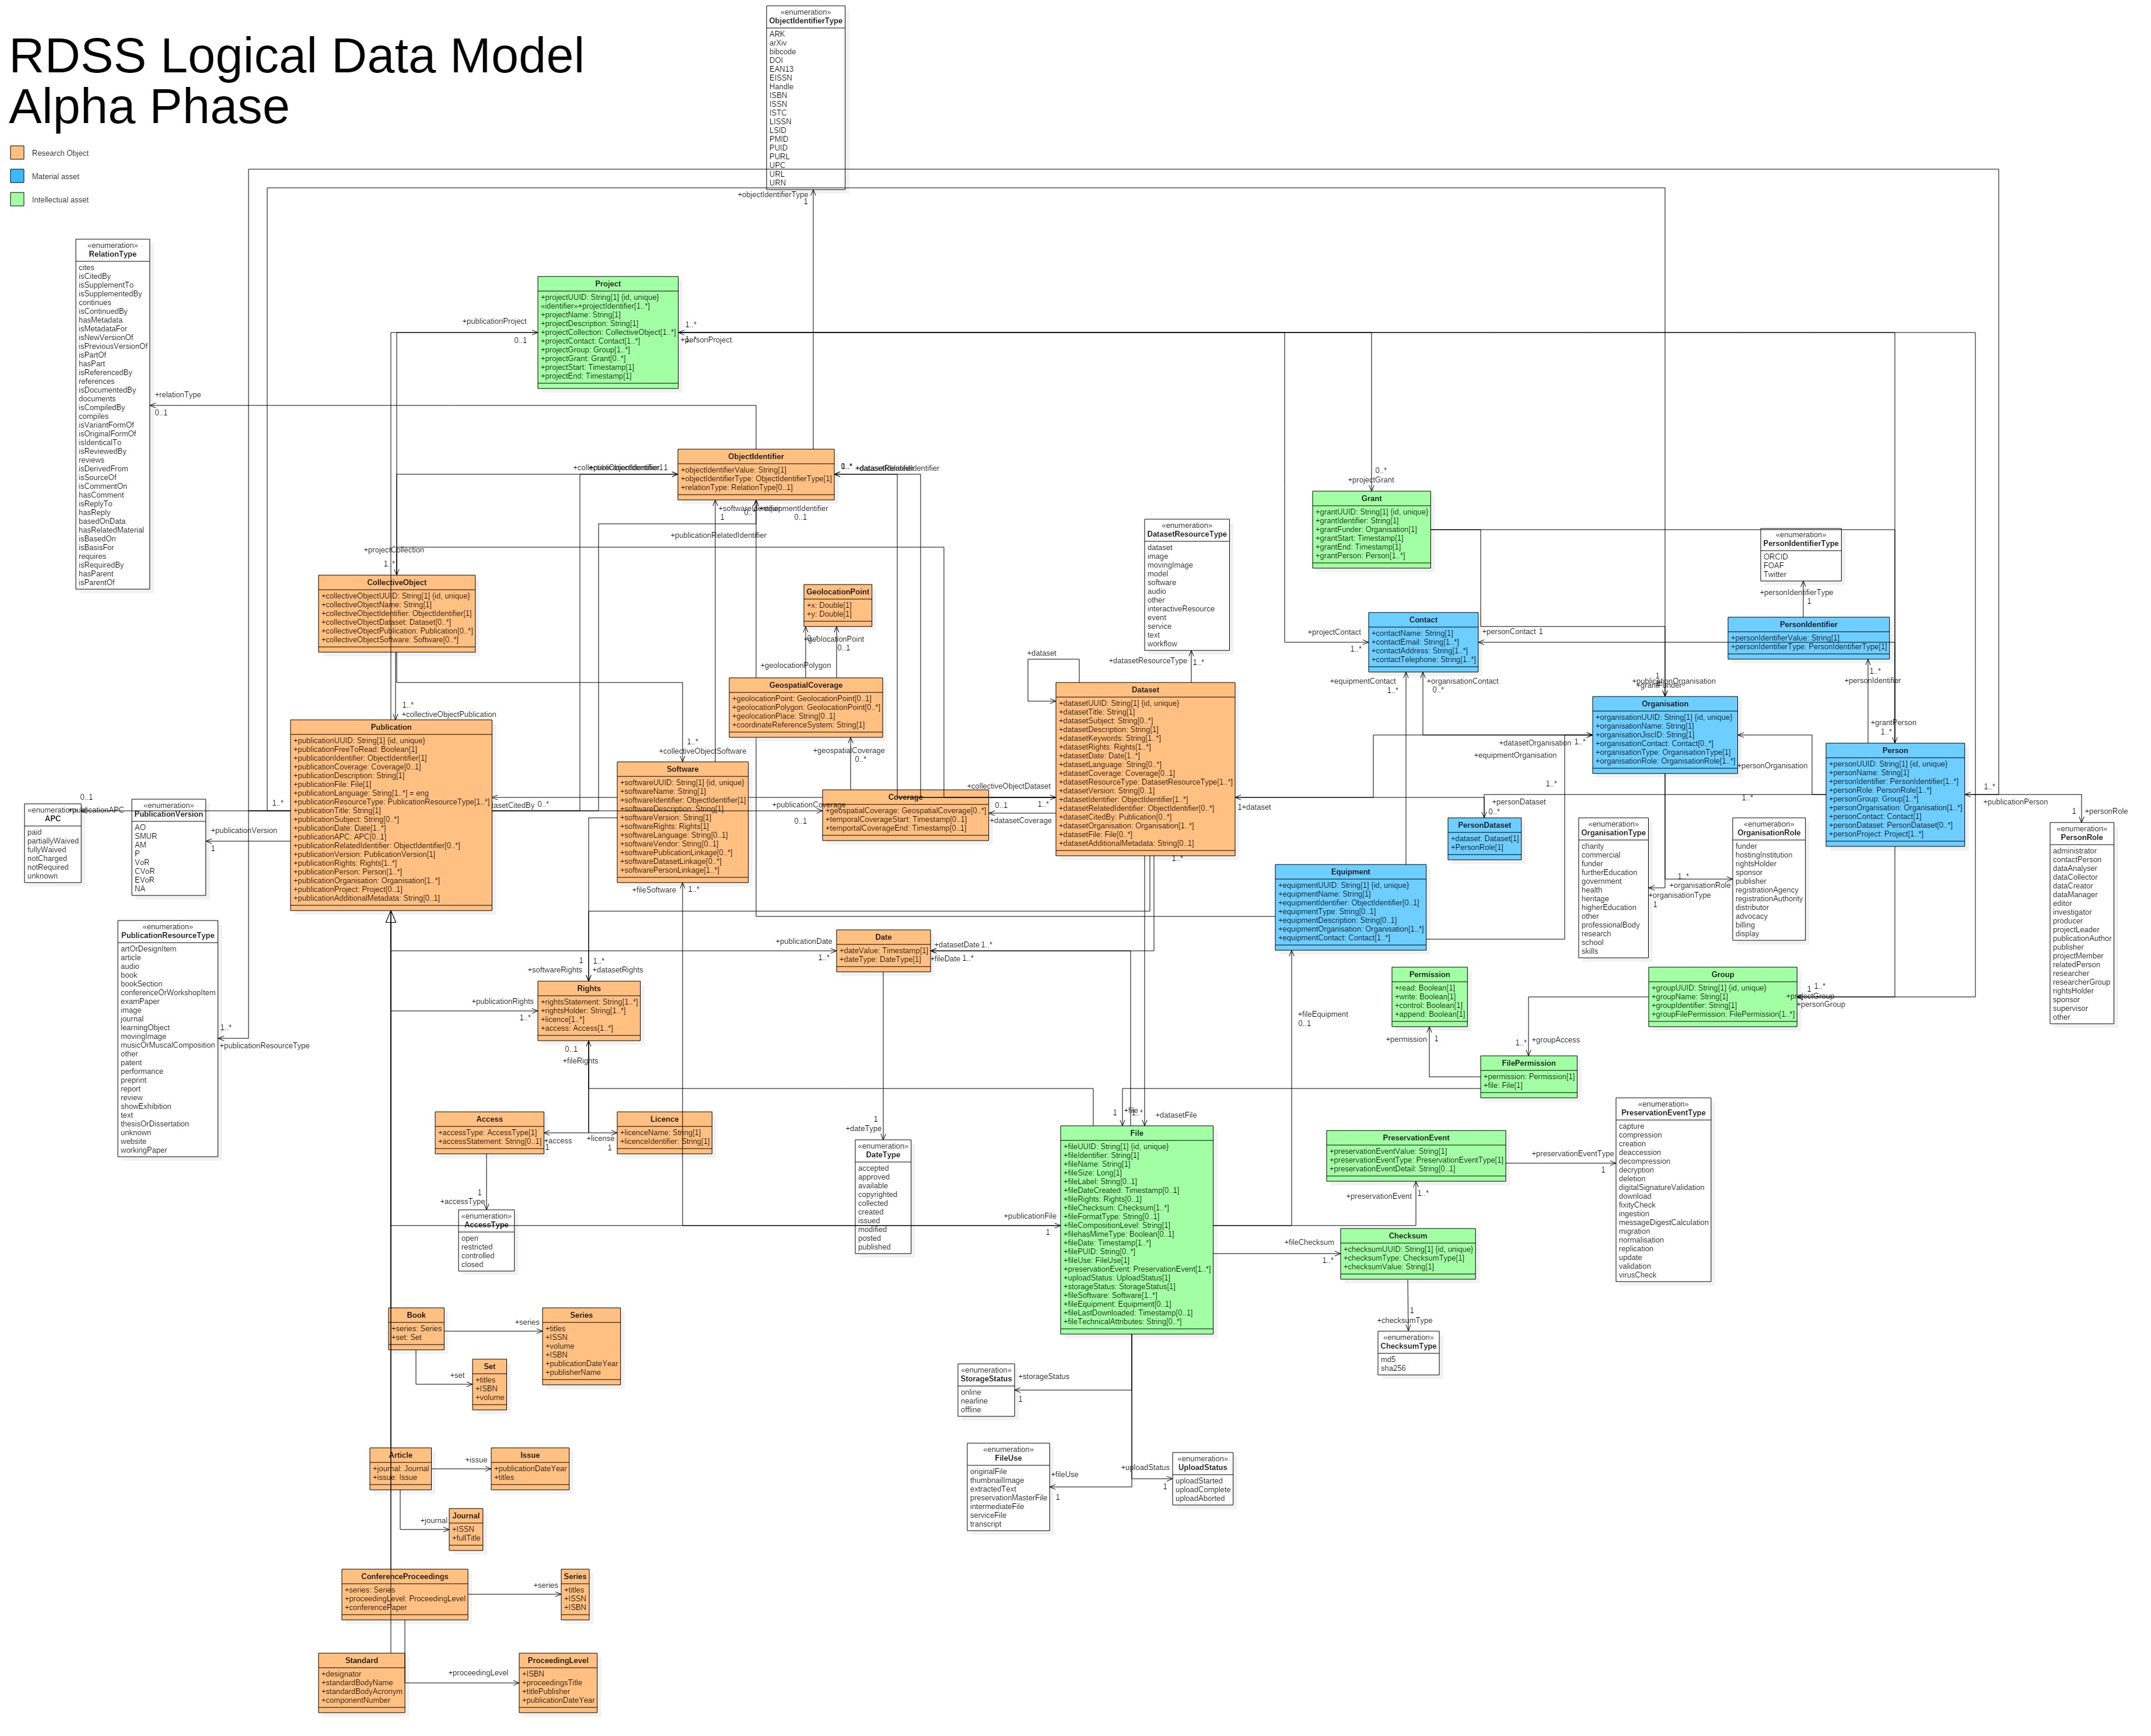 RDSS Logical Data Model
Alpha Phase
Research Object
Material asset
Intellectual asset
«enumeration»
ObjectIdentifierType
ARK
arXiv
bibcode
DOI
EAN13
EISSN
Handle
ISBN
ISSN
ISTC
LISSN
LSID
PMID
PUID
PURL
UPC
URL
URN
+objectIdentifierType
1
«enumeration»
RelationType
cites
isCitedBy
isSupplementTo
isSupplementedBy
continues
isContinuedBy
hasMetadata
isMetadataFor
isNewVersionOf
isPreviousVersionOf
isPartOf
hasPart
isReferencedBy
references
isDocumentedBy
documents
isCompiledBy
compiles
isVariantFormOf
isOriginalFormOf
isIdenticalTo
isReviewedBy
reviews
isDerivedFrom
isSourceOf
isCommentOn
hasComment
isReplyTo
hasReply
basedOnData
hasRelatedMaterial
isBasedOn
isBasisFor
requires
isRequiredBy
hasParent
isParentOf
+relationType
0..1
Project
+projectUUID: String[1] {id, unique}
«identifier»+projectIdentifier[1..*]
+projectName: String[1]
+projectDescription: String[1]
+projectCollection: CollectiveObject[1..*]
+projectContact: Contact[1..*]
+projectGroup: Group[1..*]
+projectGrant: Grant[0..*]
+projectStart: Timestamp[1]
+projectEnd: Timestamp[1]
+publicationProject
0..1
1..*
+personProject
ObjectIdentifier
+objectIdentifierValue: String[1]
+objectIdentifierType: ObjectIdentifierType[1]
+relationType: RelationType[0..1]
+softwareIdentifier
1
+equipmentIdentifier
0..1
+publicationRelatedIdentifier
+datasetRelatedIdentifier
+projectCollection
1..*
CollectiveObject
+collectiveObjectUUID: String[1] {id, unique}
+collectiveObjectName: String[1]
+collectiveObjectIdentifier: ObjectIdentifier[1]
+collectiveObjectDataset: Dataset[0..*]
+collectiveObjectPublication: Publication[0..*]
+collectiveObjectSoftware: Software[0..*]
1..*
+collectiveObjectPublication
GeolocationPoint
+x: Double[1]
+y: Double[1]
+geolocationPoint
0..1
+geolocationPolygon
GeospatialCoverage
+geolocationPoint: GeolocationPoint[0..1]
+geolocationPolygon: GeolocationPoint[0..*]
+geolocationPlace: String[0..1]
+coordinateReferenceSystem: String[1]
+geospatialCoverage
0..*
«enumeration»
DatasetResourceType
dataset
image
movingImage
model
software
audio
other
interactiveResource
event
service
text
workflow
+datasetResourceType
1..*
+dataset
0..*
+projectGrant
Grant
+grantUUID: String[1] {id, unique}
+grantIdentifier: String[1]
+grantFunder: Organisation[1]
+grantStart: Timestamp[1]
+grantEnd: Timestamp[1]
+grantPerson: Person[1..*]
«enumeration»
PersonIdentifierType
ORCID
FOAF
Twitter
+personIdentifierType
1
Contact
+contactName: String[1]
+contactEmail: String[1..*]
+contactAddress: String[1..*]
+contactTelephone: String[1..*]
+projectContact
1..*
+personContact 1
+equipmentContact
1..*
+organisationContact
0..*
PersonIdentifier
+personIdentifierValue: String[1]
+personIdentifierType: PersonIdentifierType[1]
1..*
+personIdentifier
+publicationOrganisation
+grantPerson
1..*
Organisation
+organisationUUID: String[1] {id, unique}
+organisationName: String[1]
+organisationJiscID: String[1]
+organisationContact: Contact[0..*]
+organisationType: OrganisationType[1]
+organisationRole: OrganisationRole[1..*]
+datasetOrganisation 1..*
+equipmentOrganisation
+personOrganisation
1..*
Person
+personUUID: String[1] {id, unique}
+personName: String[1]
+personIdentifier: PersonIdentifier[1..*]
+personRole: PersonRole[1..*]
+personGroup: Group[1..*]
+personOrganisation: Organisation[1..*]
+personContact: Contact[1]
+personDataset: PersonDataset[0..*]
+personProject: Project[1..*]
1..*
+publicationPerson
+personRole
1
Publication
+publicationUUID: String[1] {id, unique}
+publicationFreeToRead: Boolean[1]
+publicationIdentifier: ObjectIdentifier[1]
+publicationCoverage: Coverage[0..1]
+publicationDescription: String[1]
+publicationFile: File[1]
+publicationLanguage: String[1..*] = eng
+publicationResourceType: PublicationResourceType[1..*]
+publicationTitle: String[1]
+publicationAPC: APC[0..1]
+publicationSubject: String[0..*]
+publicationDate: Date[1..*]
+publicationRelatedIdentifier: ObjectIdentifier[0..*]
+publicationVersion: PublicationVersion[1]
+publicationRights: Rights[1..*]
+publicationPerson: Person[1..*]
+publicationOrganisation: Organisation[1..*]
+publicationProject: Project[0..1]
+publicationAdditionalMetadata: String[0..1]
1..*
0..1
«enumeration»
APC
paid
partiallyWaived
fullyWaived
notCharged
notRequired
unknown
«enumeration»
PublicationVersion
AO
SMUR
AM
P
VoR
CVoR
EVoR
NA
+publicationVersion
1
1..*
+collectiveObjectSoftware
Software
+softwareUUID: String[1] {id, unique}
+softwareName: String[1]
+softwareIdentifier: ObjectIdentifier[1]
+softwareDescription: String[1]
+softwareVersion: String[1]
+softwareRights: Rights[1]
+softwareLanguage: String[0..1]
+softwareVendor: String[0..1]
+softwarePublicationLinkage[0..*]
+softwareDatasetLinkage[0..*]
+softwarePersonLinkage[1..*]
0..*
+publicationCoverage
0..1
Coverage
+geospatialCoverage: GeospatialCoverage[0..*]
+temporalCoverageStart: Timestamp[0..1]
+temportalCoverageEnd: Timestamp[0..1]
+collectiveObjectDataset
0..1
1..*
+datasetCoverage
Dataset
+datasetUUID: String[1] {id, unique}
+datasetTitle: String[1]
+datasetSubject: String[0..*]
+datasetDescription: String[1]
+datasetKeywords: String[1..*]
+datasetRights: Rights[1..*]
+datasetDate: Date[1..*]
+datasetLanguage: String[0..*]
+datasetCoverage: Coverage[0..1]
+datasetResourceType: DatasetResourceType[1..*]
+datasetVersion: String[0..1]
+datasetIdentifier: ObjectIdentifier[1..*]
+datasetRelatedIdentifier: ObjectIdentifier[0..*]
+datasetCitedBy: Publication[0..*]
+datasetOrganisation: Organisation[1..*]
+datasetFile: File[0..*]
+datasetAdditionalMetadata: String[0..1]
1+dataset
1..*
1..*
+personDataset
0..*
PersonDataset
+dataset: Dataset[1]
+PersonRole[1]
«enumeration»
OrganisationType
charity
commercial
funder
furtherEducation
government
health
heritage
higherEducation
other
professionalBody
research
school
skills
+organisationType
1
«enumeration»
OrganisationRole
funder
hostingInstitution
rightsHolder
sponsor
publisher
registrationAgency
registrationAuthority
distributor
advocacy
billing
display
1..*
+organisationRole
«enumeration»
PersonRole
administrator
contactPerson
dataAnalyser
dataCollector
dataCreator
dataManager
editor
investigator
producer
projectLeader
publicationAuthor
publisher
projectMember
relatedPerson
researcher
researcherGroup
rightsHolder
sponsor
supervisor
other
Equipment
+equipmentUUID: String[1] {id, unique}
+equipmentName: String[1]
+equipmentIdentifier: ObjectIdentifier[0..1]
+equipmentType: String[0..1]
+equipmentDescription: String[0..1]
+equipmentOrganisation: Organisation[1..*]
+equipmentContact: Contact[1..*]
+fileEquipment
0..1
«enumeration»
PublicationResourceType
artOrDesignItem
article
audio
book
bookSection
conferenceOrWorkshopItem
examPaper
image
journal
learningObject
movingImage
musicOrMuscalComposition
other
patent
performance
preprint
report
review
showExhibition
text
thesisOrDissertation
unknown
website
workingPaper
1..*
+publicationResourceType
+fileSoftware
1..*
+publicationDate
1..*
Date
+dateValue: Timestamp[1]
+dateType: DateType[1]
+datasetDate 1..*
+fileDate 1..*
1
+softwareRights
1..*
+datasetRights
+publicationRights
1..*
Rights
+rightsStatement: String[1..*]
+rightsHolder: String[1..*]
+licence[1..*]
+access: Access[1..*]
0..1
+fileRights
Permission
+read: Boolean[1]
+write: Boolean[1]
+control: Boolean[1]
+append: Boolean[1]
+permission
1
Group
+groupUUID: String[1] {id, unique}
+groupName: String[1]
+groupIdentifier: String[1]
+groupFilePermission: FilePermission[1..*]
1
1..*
+projectGroup
+personGroup
1..*
+groupAccess
FilePermission
+permission: Permission[1]
+file: File[1]
Access
+accessType: AccessType[1]
+accessStatement: String[0..1]
+access
1
+license
1
Licence
+licenceName: String[1]
+licenceIdentifier: String[1]
1
+accessType
«enumeration»
AccessType
open
restricted
controlled
closed
1
+dateType
«enumeration»
DateType
accepted
approved
available
copyrighted
collected
created
issued
modified
posted
published
+publicationFile
1
1
+datasetFile
File
+fileUUID: String[1] {id, unique}
+fileIdentifier: String[1]
+fileName: String[1]
+fileSize: Long[1]
+fileLabel: String[0..1]
+fileDateCreated: Timestamp[0..1]
+fileRights: Rights[0..1]
+fileChecksum: Checksum[1..*]
+fileFormatType: String[0..1]
+fileCompositionLevel: String[1]
+filehasMimeType: Boolean[0..1]
+fileDate: Timestamp[1..*]
+filePUID: String[0..*]
+fileUse: FileUse[1]
+preservationEvent: PreservationEvent[1..*]
+uploadStatus: UploadStatus[1]
+storageStatus: StorageStatus[1]
+fileSoftware: Software[1..*]
+fileEquipment: Equipment[0..1]
+fileLastDownloaded: Timestamp[0..1]
+fileTechnicalAttributes: String[0..*]
PreservationEvent
+preservationEventValue: String[1]
+preservationEventType: PreservationEventType[1]
+preservationEventDetail: String[0..1]
+preservationEvent
1..*
+preservationEventType
1
«enumeration»
PreservationEventType
capture
compression
creation
deaccession
decompression
decryption
deletion
digitalSignatureValidation
download
fixityCheck
ingestion
messageDigestCalculation
migration
normalisation
replication
update
validation
virusCheck
+fileChecksum
1..*
Checksum
+checksumUUID: String[1] {id, unique}
+checksumType: ChecksumType[1]
+checksumValue: String[1]
1
+checksumType
«enumeration»
ChecksumType
md5
sha256
«enumeration»
StorageStatus
online
nearline
offline
+storageStatus
1
«enumeration»
FileUse
originalFile
thumbnailImage
extractedText
preservationMasterFile
intermediateFile
serviceFile
transcript
+fileUse
1
+uploadStatus
1
«enumeration»
UploadStatus
uploadStarted
uploadComplete
uploadAborted
Book
+series: Series
+set: Set
+series
Series
+titles
+ISSN
+volume
+ISBN
+publicationDateYear
+publisherName
+set
Set
+titles
+ISBN
+volume
Article
+journal: Journal
+issue: Issue
+issue
Issue
+publicationDateYear
+titles
+journal
Journal
+ISSN
+fullTitle
ConferenceProceedings
+series: Series
+proceedingLevel: ProceedingLevel
+conferencePaper
+series
Series
+titles
+ISSN
+ISBN
Standard
+designator
+standardBodyName
+standardBodyAcronym
+componentNumber
+proceedingLevel
ProceedingLevel
+ISBN
+proceedingsTitle
+titlePublisher
+publicationDateYear